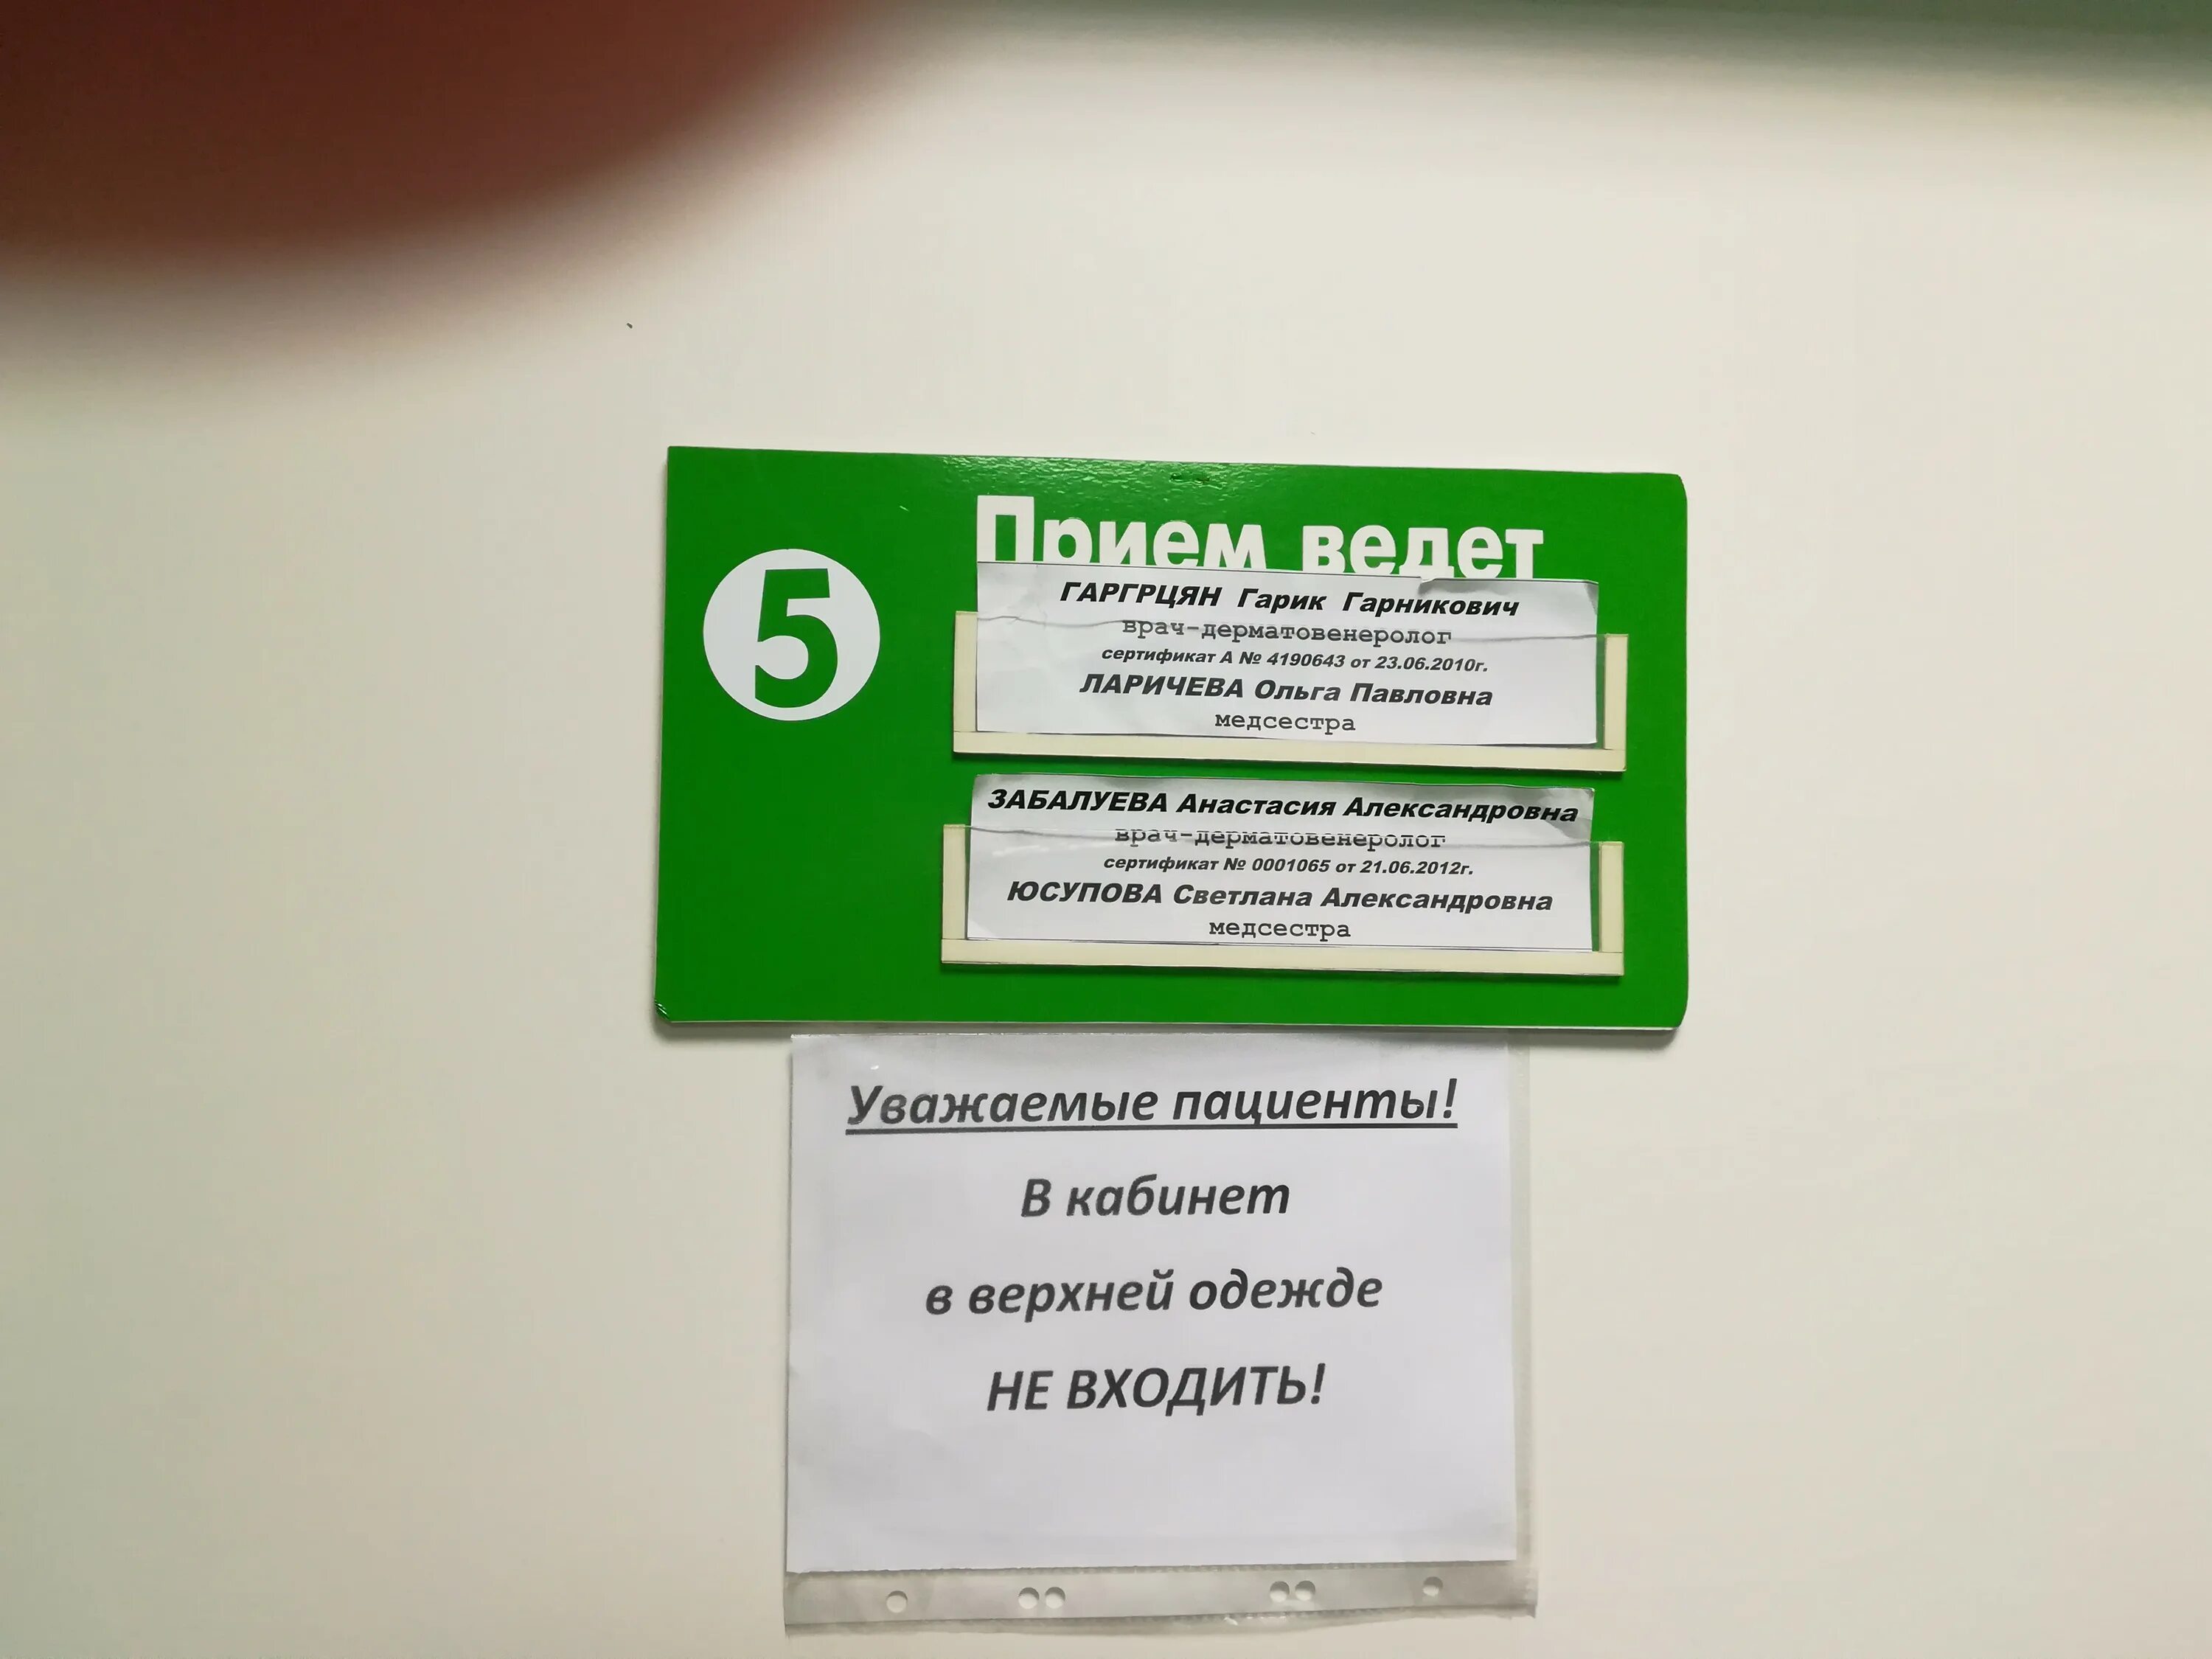 5
Прием ведет
ГАРГРЦЯН Гарик Гарникович
врач-дерматовенеролог
сертификат А № 4190643 от 23.06.2010г.
ЛАРИЧЕВА Ольга Павловна
медсестра
ЗАБАЛУЕВА Анастасия Александровна
врач-дерматовенеролог
сертификат № 0001065 от 21.06.2012г.
ЮСУПОВА Светлана Александровна
медсестра
Уважаемые пациенты!
В кабинет
в верхней одежде
НЕ ВХОДИТЬ!